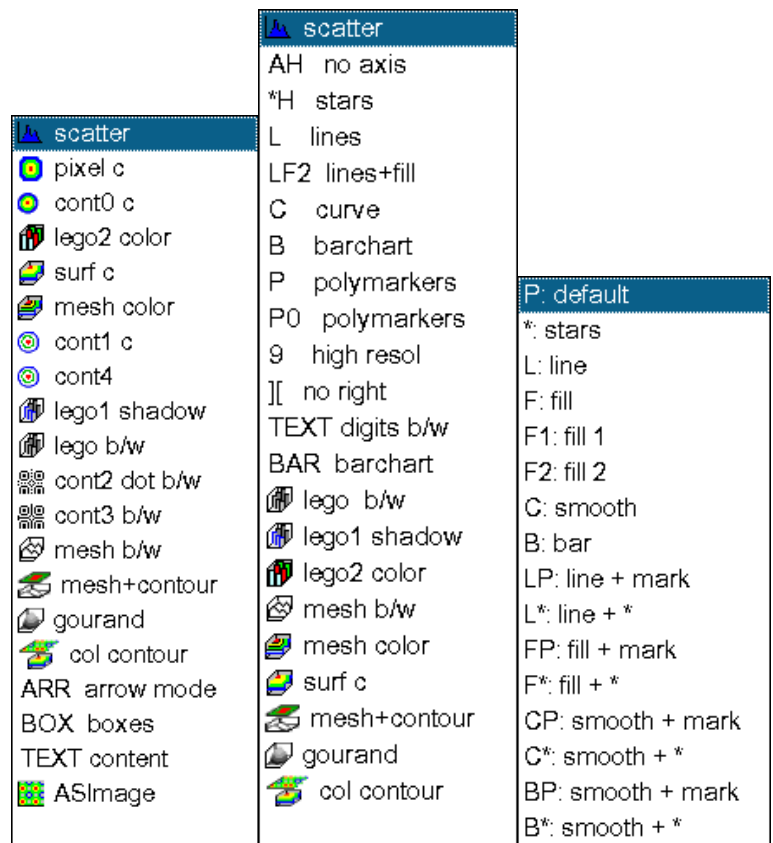 scatter
pixel c
cont0 c
lego2 color
surf c
mesh color
cont1 c
cont4
lego1 shadow
lego b/w
cont2 dot b/w
cont3 b/w
mesh b/w
mesh+contour
gourand
col contour
ARR arrow mode
BOX boxes
TEXT content
ASImage
scatter
AH no axis
*H stars
L lines
LF2 lines+fill
C curve
B barchart
P polymarkers
P0 polymarkers
9 high resol
][ no right
TEXT digits b/w
BAR barchart
lego b/w
lego1 shadow
lego2 color
mesh b/w
mesh color
surf c
mesh+contour
gourand
col contour
P: default
*: stars
L: line
F: fill
F1: fill 1
F2: fill 2
C: smooth
B: bar
LP: line + mark
L*: line + *
FP: fill + mark
F*: fill + *
CP: smooth + mark
C*: smooth + *
BP: smooth + mark
B*: smooth + *